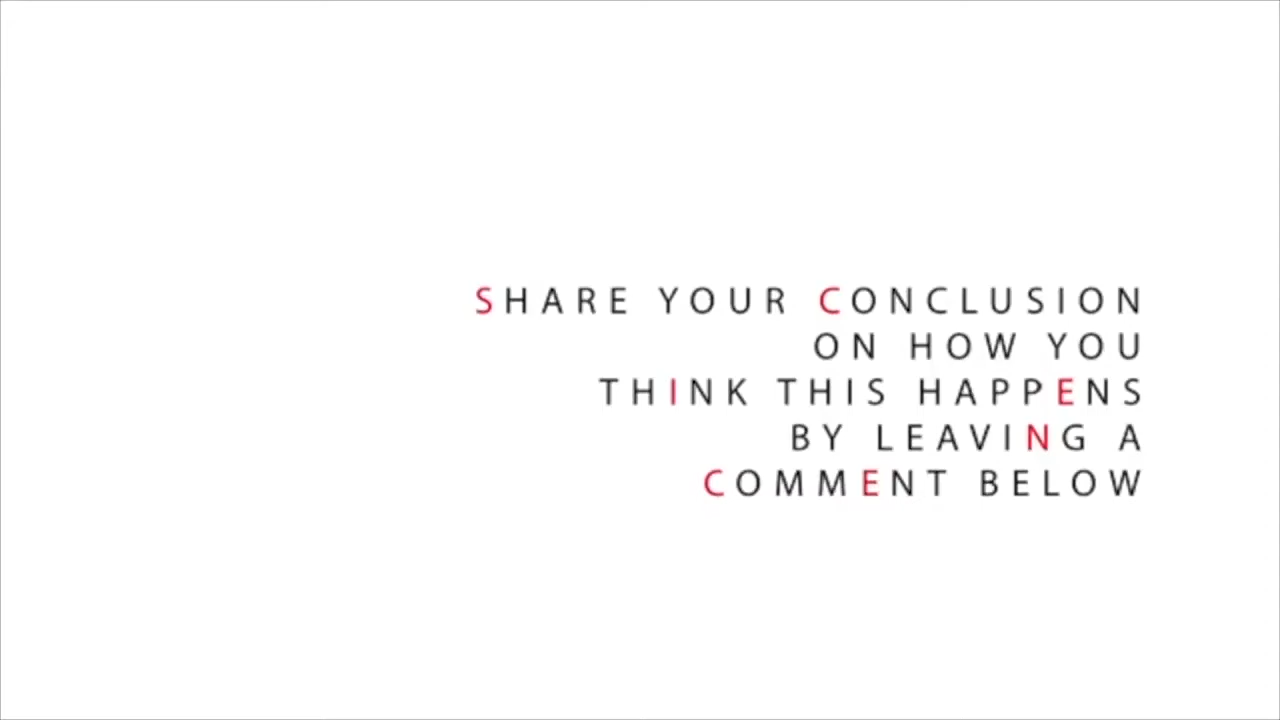 SHARE YOUR CONCLUSION
ON HOW YOU
THINK THIS HAPPENS
BY LEAVING A
COMMENT BELOW